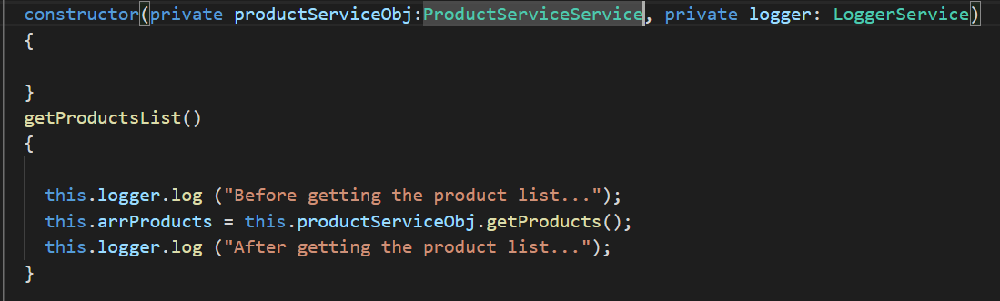 constructor(private productServiceObj:ProductServiceService, private logger: LoggerService)
{
}
getProductsList()
{
this.logger.log ("Before getting the product list...");
this.arrProducts = this.productServiceObj.getProducts();
this.logger.log ("After getting the product list...");
}